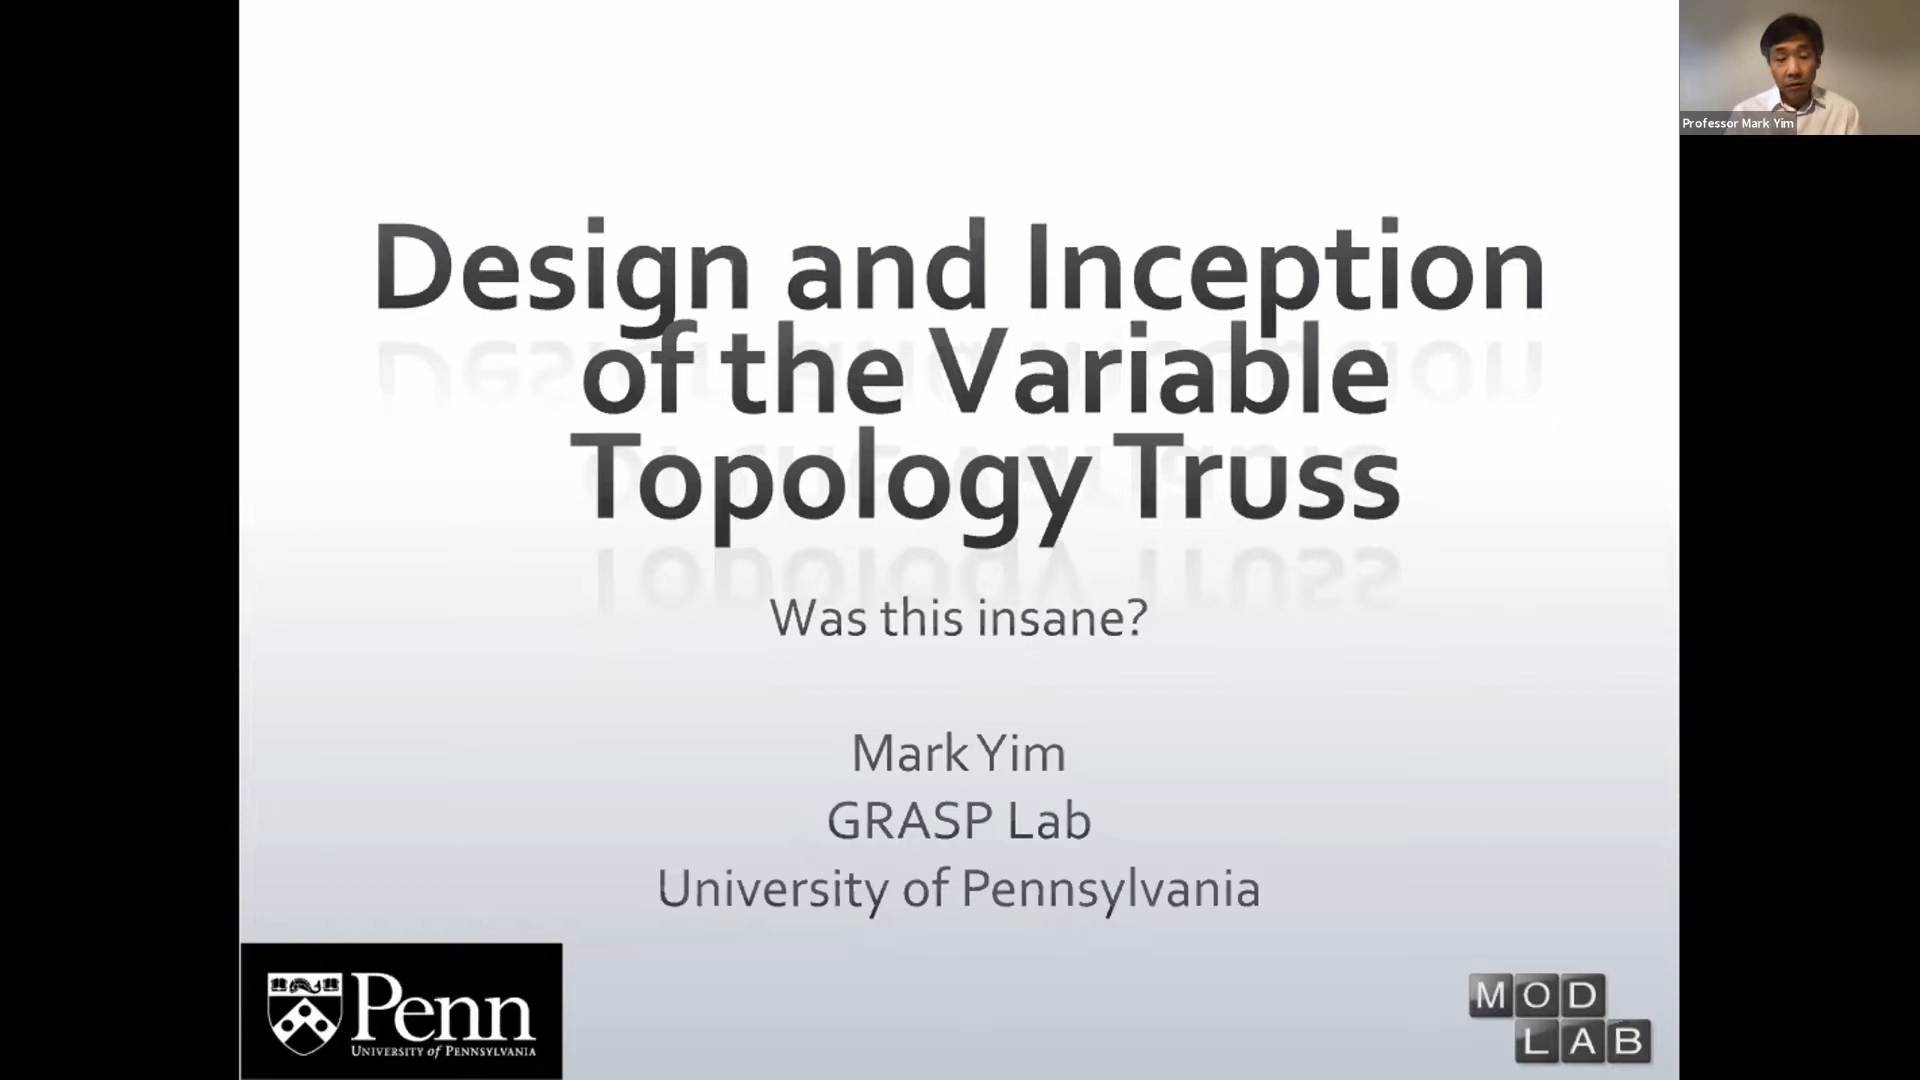 Professor Mark Yim
Design and Inception
of the Variable
Topology Truss
Was this insane?
Mark Yim
GRASP Lab
University of Pennsylvania
Penn
UNIVERSITY of PENNSYLVANIA
MOD
LAB